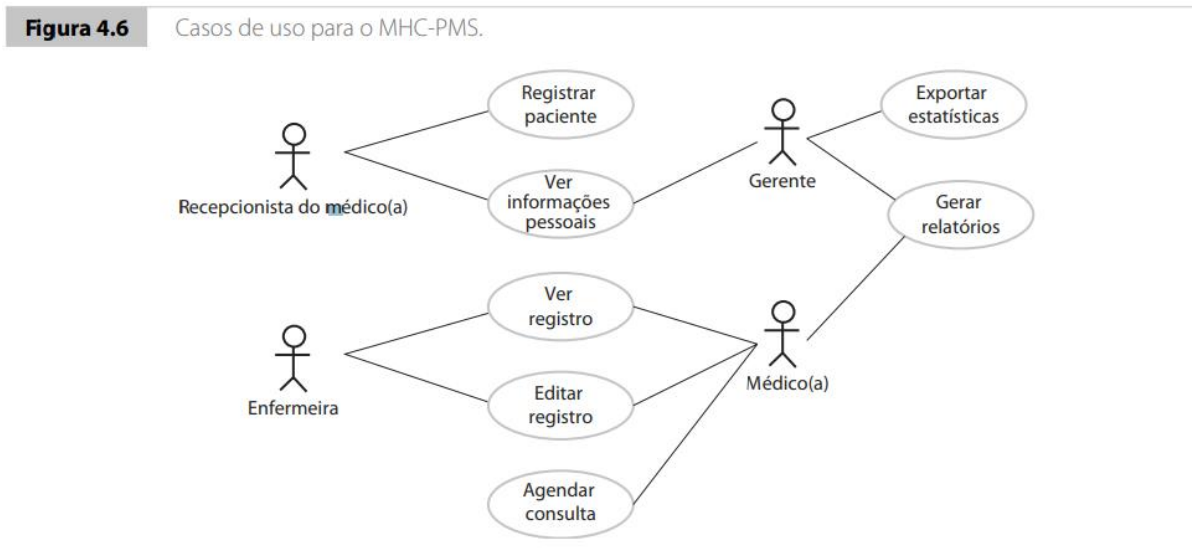 Figura 4.6 Casos de uso para o MHC-PMS.
Registrar
paciente
Exportar
estatísticas
Recepcionista do médico(a)
Ver
informações
pessoais
Gerente
Gerar
relatórios
Ver
registro
Enfermeira
Editar
registro
Médico(a)
Agendar
consulta